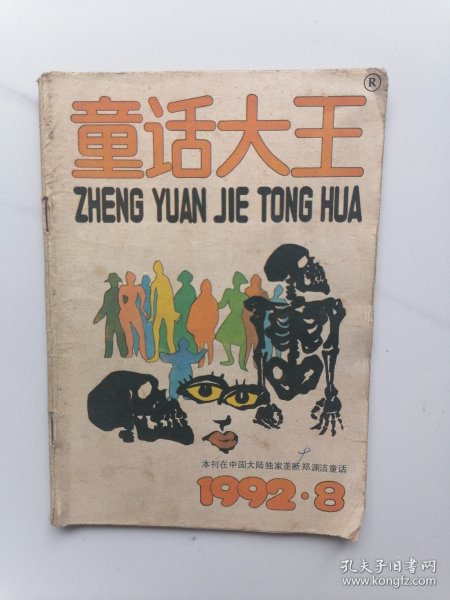 ®
童话大王
ZHENG YUAN JIE TONG HUA
本刊在中国大陆独家垄断郑渊洁童话
1992·8
孔夫子旧书网
www.kongfz.com